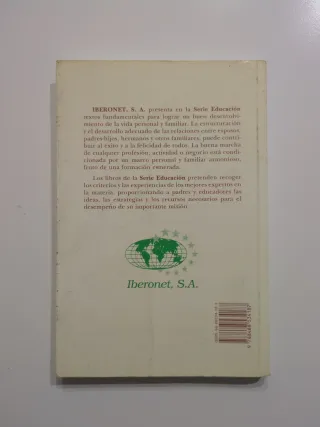 IBERONET, S. A. presenta en la Serie Educación
textos fundamentales para lograr un buen desenvolvi-
miento de la vida personal y familiar. La estructuración
y el desarrollo adecuado de las relaciones entre esposos,
padres-hijos, hermanos y otros familiares, puede contri-
buir al éxito y a la felicidad de todos. La buena marcha
de cualquier profesión, actividad o negocio está condi-
cionada por un marco personal y familiar
fruto de una formación esmerada.
Los libros de la Serie Educación pretenden recoger
los criterios y las experiencias de los mejores expertos en
la materia, proporcionando a padres y educadores las
ideas, las estrategias y los recursos necesarios para el
desempeño de su importante misión.
Iberonet, S.A.